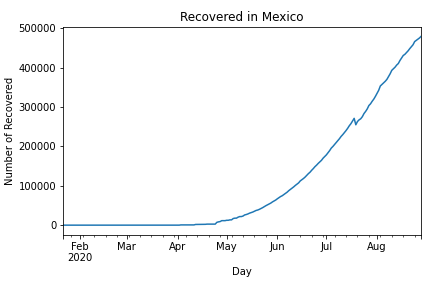 Recovered in Mexico
Number of Recovered
500000
400000
300000
200000
100000
0
Feb Mar Apr May Jun Jul Aug
2020
Day